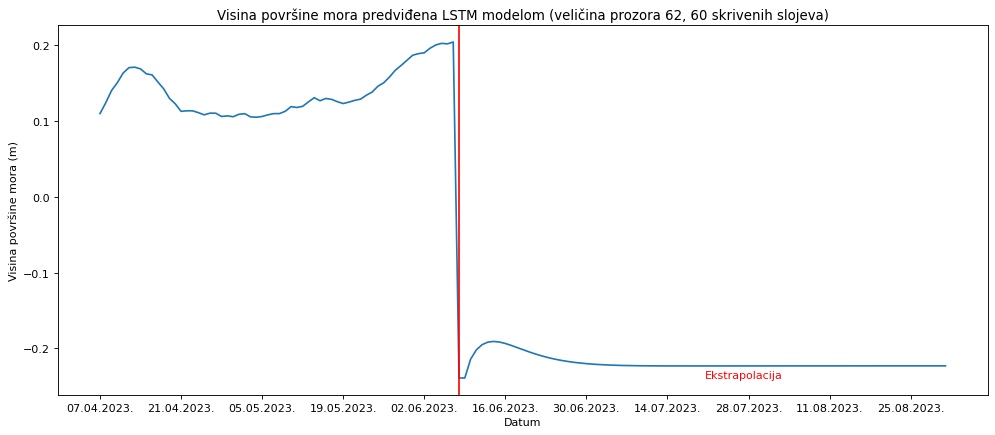 Visina površine mora predviđena LSTM modelom (veličina prozora 62, 60 skrivenih slojeva)
Visina površine mora (m)
0.2
0.1
0.0
−0.1
−0.2
Ekstrapolacija
07.04.2023. 21.04.2023. 05.05.2023. 19.05.2023. 02.06.2023. 16.06.2023. 30.06.2023. 14.07.2023. 28.07.2023. 11.08.2023. 25.08.2023.
Datum